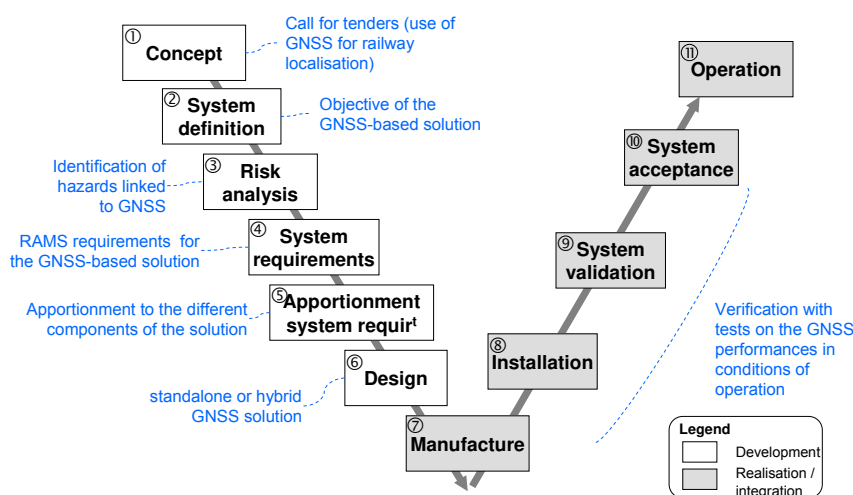 ①
Concept
Call for tenders (use of
GNSS for railway
localisation)
②
System
definition
Objective of the
GNSS-based solution
③
Risk
analysis
Identification of
hazards linked
to GNSS
④
System
requirements
RAMS requirements for
the GNSS-based solution
⑤
Apportionment
system requirᵗ
Apportionment to the different
components of the solution
⑥
Design
standalone or hybrid
GNSS solution
⑦
Manufacture
⑧
Installation
⑨
System
validation
⑩
System
acceptance
⑪
Operation
Verification with
tests on the GNSS
performances in
conditions of
operation
Legend
Development
Realisation /
integration